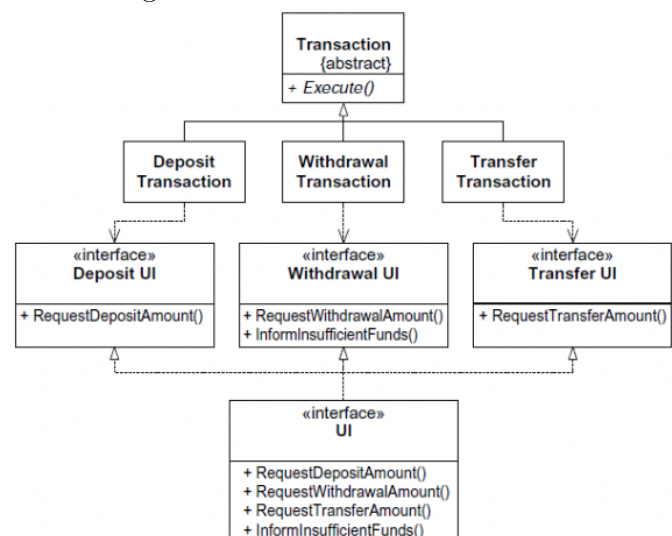 Transaction
{abstract}
+ Execute()
Deposit
Transaction
Withdrawal
Transaction
Transfer
Transaction
«interface»
Deposit UI
+ RequestDepositAmount()
«interface»
Withdrawal UI
+ RequestWithdrawalAmount()
+ InformInsufficientFunds()
«interface»
Transfer UI
+ RequestTransferAmount()
«interface»
UI
+ RequestDepositAmount()
+ RequestWithdrawalAmount()
+ RequestTransferAmount()
+ InformInsufficientFunds()